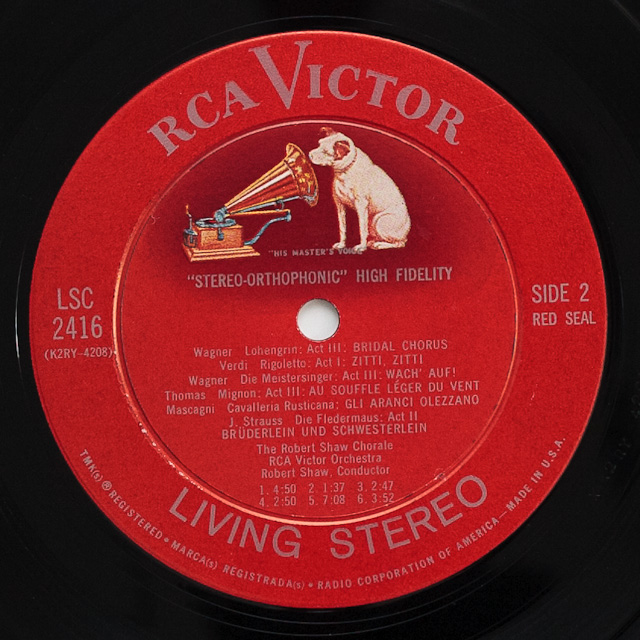 RCA VICTOR
"HIS MASTER'S VOICE"
"STEREO-ORTHOPHONIC" HIGH FIDELITY
LSC
2416
(K2RY-4208)
SIDE 2
RED SEAL
Wagner Lohengrin: Act III: BRIDAL CHORUS
Verdi Rigoletto: Act I: ZITTI, ZITTI
Wagner Die Meistersinger: Act III: WACH' AUF!
Thomas Mignon: Act III: AU SOUFFLE LÉGER DU VENT
Mascagni Cavalleria Rusticana: GLI ARANCI OLEZZANO
J. Strauss Die Fledermaus: Act II
BRÜDERLEIN UND SCHWESTERLEIN
The Robert Shaw Chorale
RCA Victor Orchestra
Robert Shaw, Conductor
1. 4:50 2. 1:37 3. 2:47
4. 2:50 5. 7:08 6. 3:52
LIVING STEREO
TMK(s) ® REGISTERED • MARCA(s) REGISTRADA(s) • RADIO CORPORATION OF AMERICA—MADE IN U.S.A.